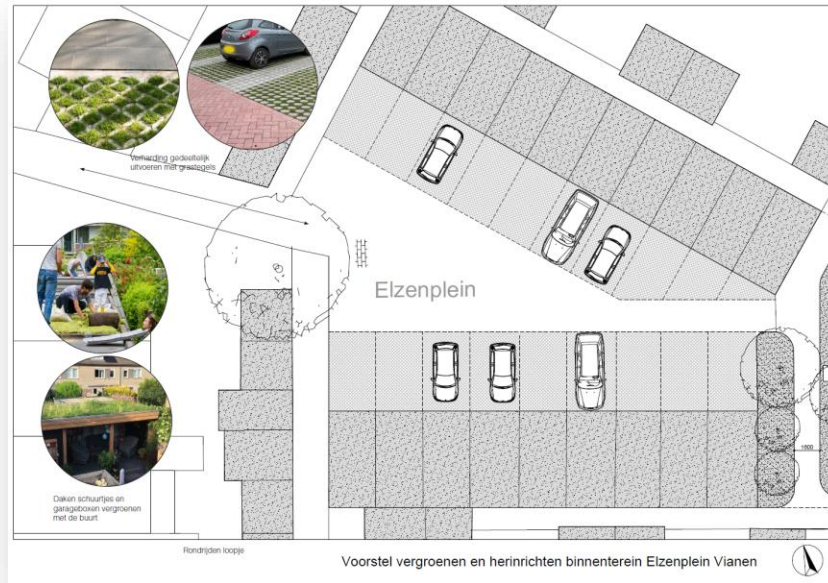 Verharding gedeeltelijk
uitvoeren met grastegels
Elzenplein
Daken schuurtjes en
garageboxen vergroenen
met de buurt
Rondrijden loopje
1600
Voorstel vergroenen en herinrichten binnenterein Elzenplein Vianen